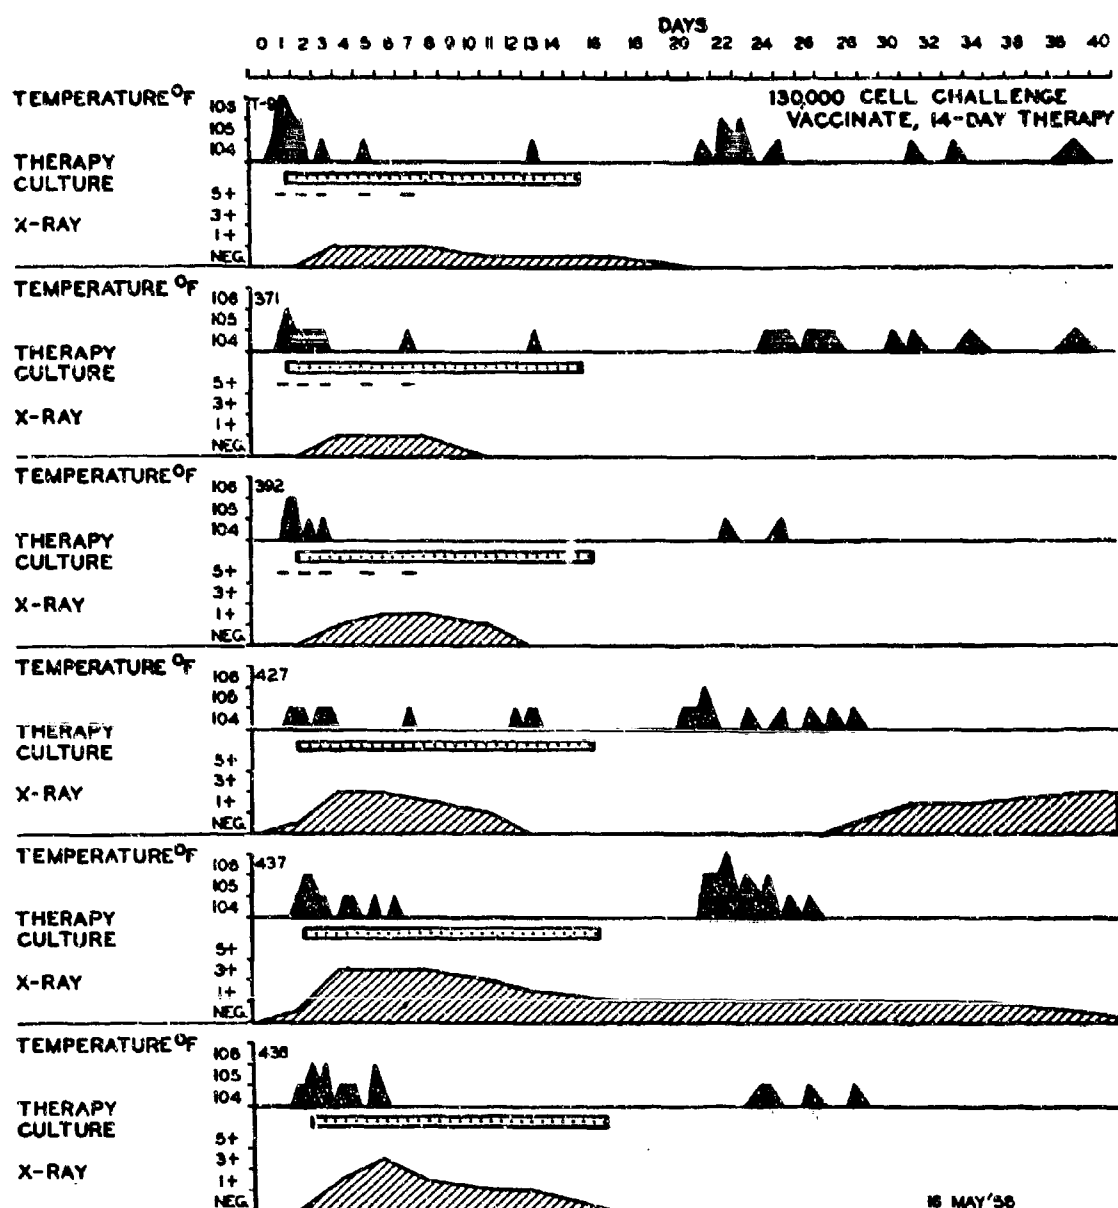 DAYS
0 1 2 3 4 5 6 7 8 9 10 11 12 13 14 16 18 20 22 24 26 28 30 32 34 36 38 40
130,000 CELL CHALLENGE
VACCINATE, 14-DAY THERAPY
TEMPERATURE °F
106
105
104
THERAPY
CULTURE
5+
3+
X-RAY
1+
NEG.
TEMPERATURE °F
106
371
105
104
THERAPY
CULTURE
5+
3+
X-RAY
1+
NEG.
TEMPERATURE °F
106
392
105
104
THERAPY
CULTURE
5+
3+
X-RAY
1+
NEG.
TEMPERATURE °F
106
427
105
104
THERAPY
CULTURE
5+
3+
X-RAY
1+
NEG.
TEMPERATURE °F
106
437
105
104
THERAPY
CULTURE
5+
3+
X-RAY
1+
NEG.
TEMPERATURE °F
106
438
105
104
THERAPY
CULTURE
5+
3+
X-RAY
1+
NEG.
16 MAY '58